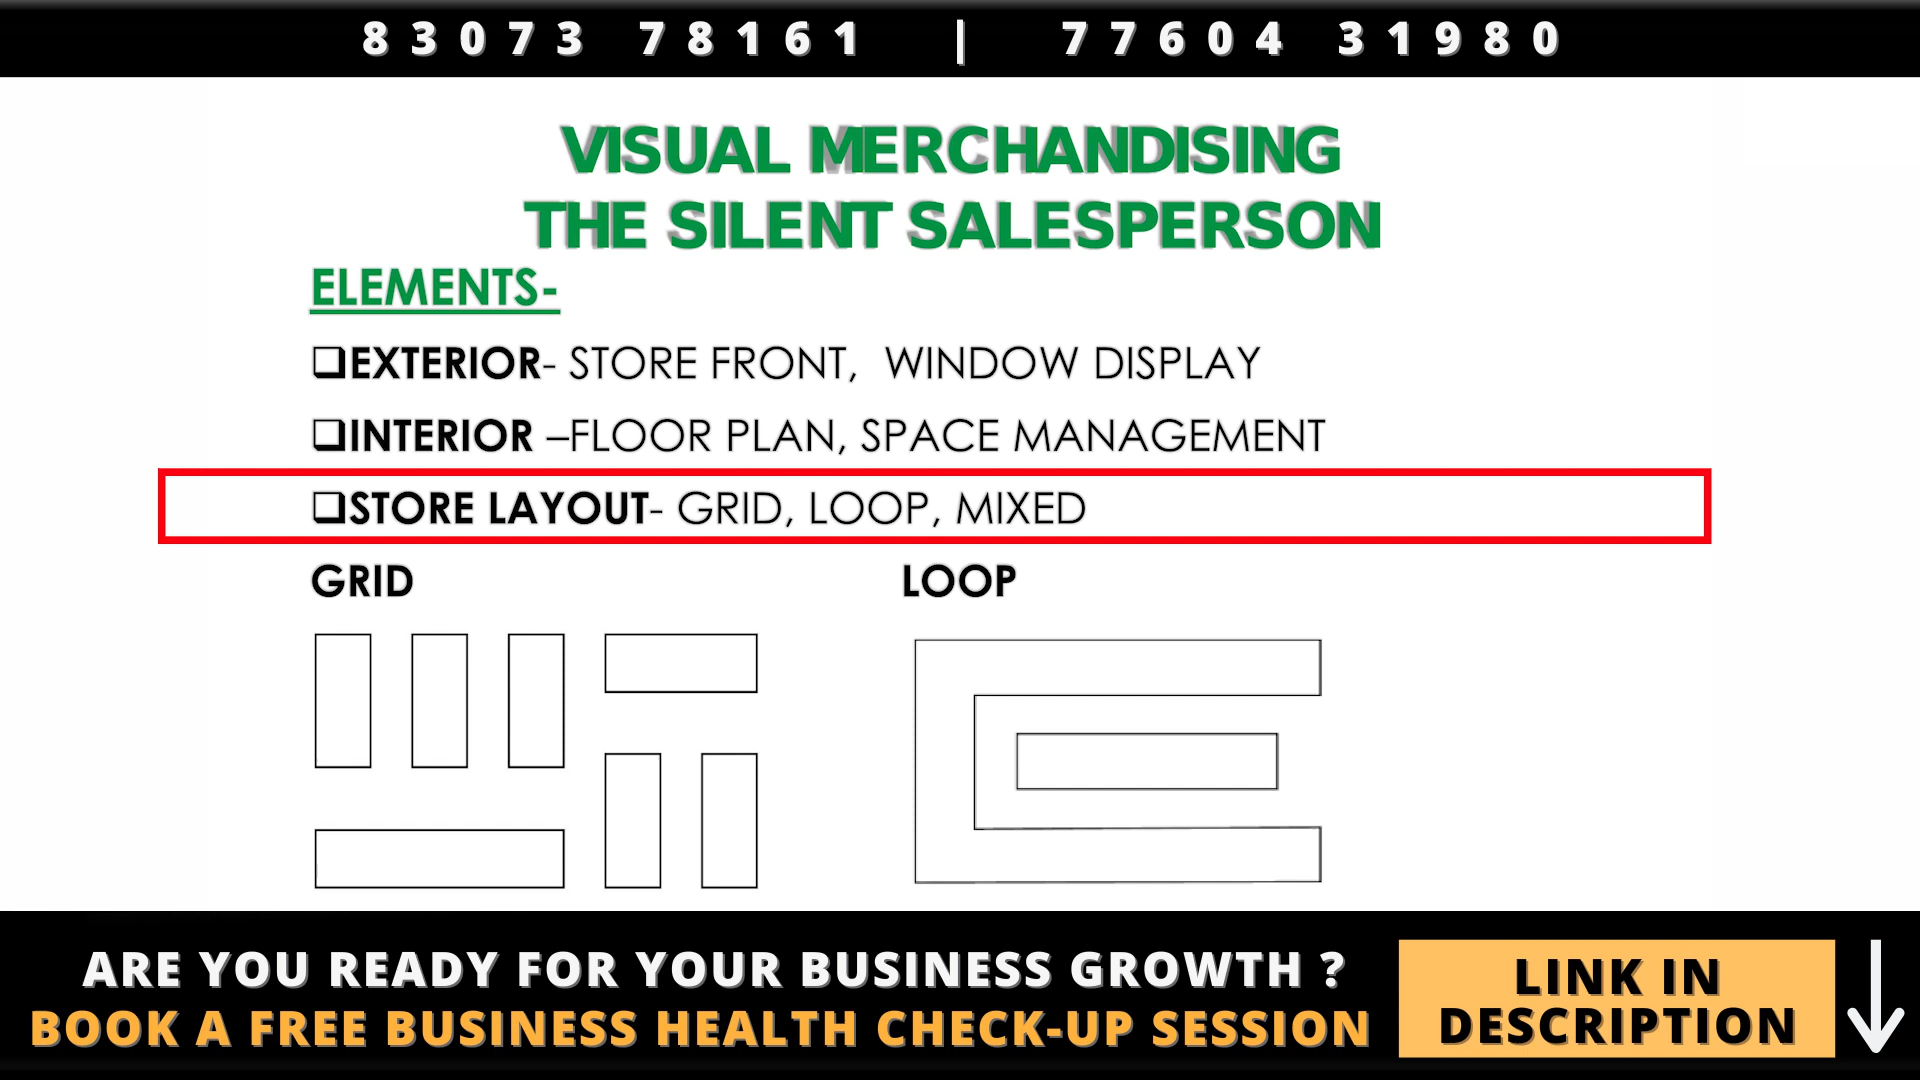 83073 78161 | 77604 31980
VISUAL MERCHANDISING
THE SILENT SALESPERSON
ELEMENTS-
❑EXTERIOR- STORE FRONT, WINDOW DISPLAY
❑INTERIOR –FLOOR PLAN, SPACE MANAGEMENT
❑STORE LAYOUT- GRID, LOOP, MIXED
GRID LOOP
ARE YOU READY FOR YOUR BUSINESS GROWTH ?
BOOK A FREE BUSINESS HEALTH CHECK-UP SESSION
LINK IN
DESCRIPTION